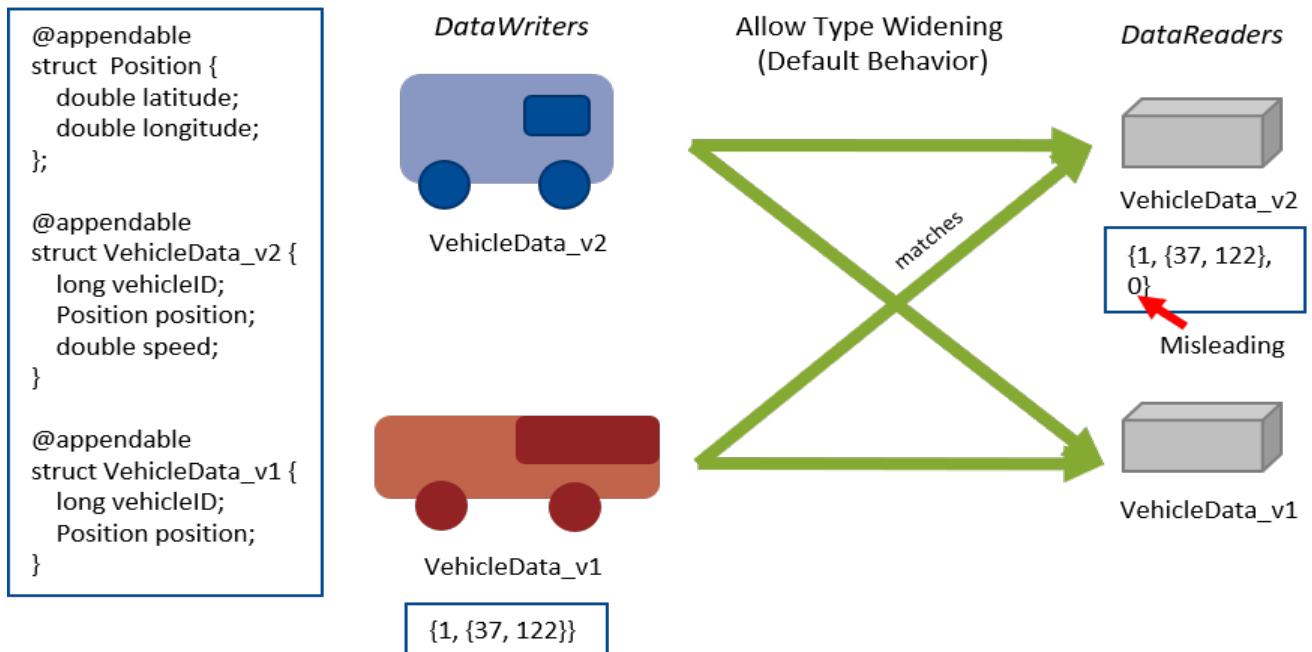 @appendable
struct  Position {
double latitude;
double longitude;
};
@appendable
struct VehicleData_v2 {
long vehicleID;
Position position;
double speed;
}
@appendable
struct VehicleData_v1 {
long vehicleID;
Position position;
}
DataWriters
VehicleData_v2
VehicleData_v1
{1, {37, 122}}
Allow Type Widening
(Default Behavior)
matches
DataReaders
VehicleData_v2
{1, {37, 122},
0}
Misleading
VehicleData_v1